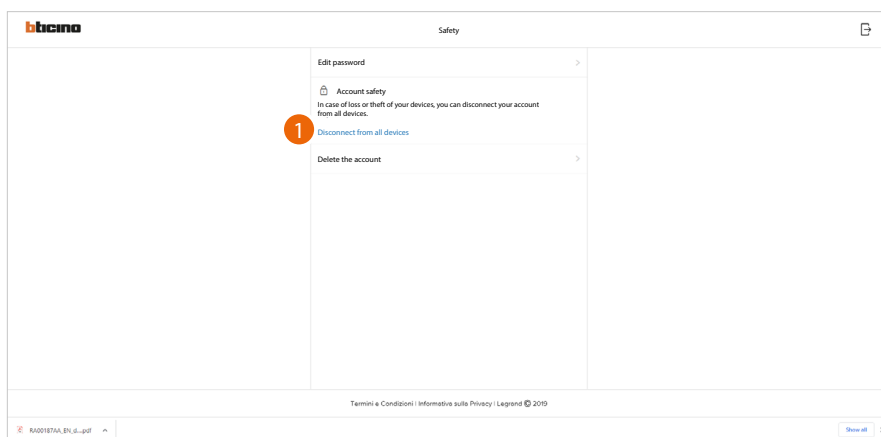 bticino
Safety
Edit password
Account safety
In case of loss or theft of your devices, you can disconnect your account
from all devices.
1
Disconnect from all devices
Delete the account
Termini e Condizioni | Informativa sulla Privacy | Legrand © 2019
RA00187AA_EN_d....pdf
Show all